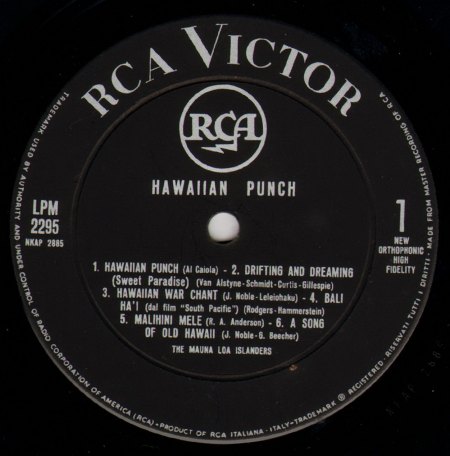 RCA VICTOR
RCA
HAWAIIAN PUNCH
LPM
2295
NKAP 2885
1
NEW
ORTHOPHONIC
HIGH
FIDELITY
1. HAWAIIAN PUNCH (Al Caiola) - 2. DRIFTING AND DREAMING
(Sweet Paradise) (Van Alstyne-Schmidt-Curtis-Gillespie)
3. HAWAIIAN WAR CHANT (J. Noble-Leleiohaku) - 4. BALI
HA'I (dal film "South Pacific") (Rodgers-Hammerstein)
5. MALIHINI MELE (R. A. Anderson) - 6. A SONG
OF OLD HAWAII (J. Noble-G. Beecher)
THE MAUNA LOA ISLANDERS
TRADEMARK USED BY AUTHORITY AND UNDER CONTROL OF RADIO CORPORATION OF AMERICA (RCA) - PRODUCT OF RCA ITALIANA - ITALY - TRADEMARK ® REGISTERED - RISERVATI TUTTI I DIRITTI - MADE FROM MASTER RECORDING OF RCA